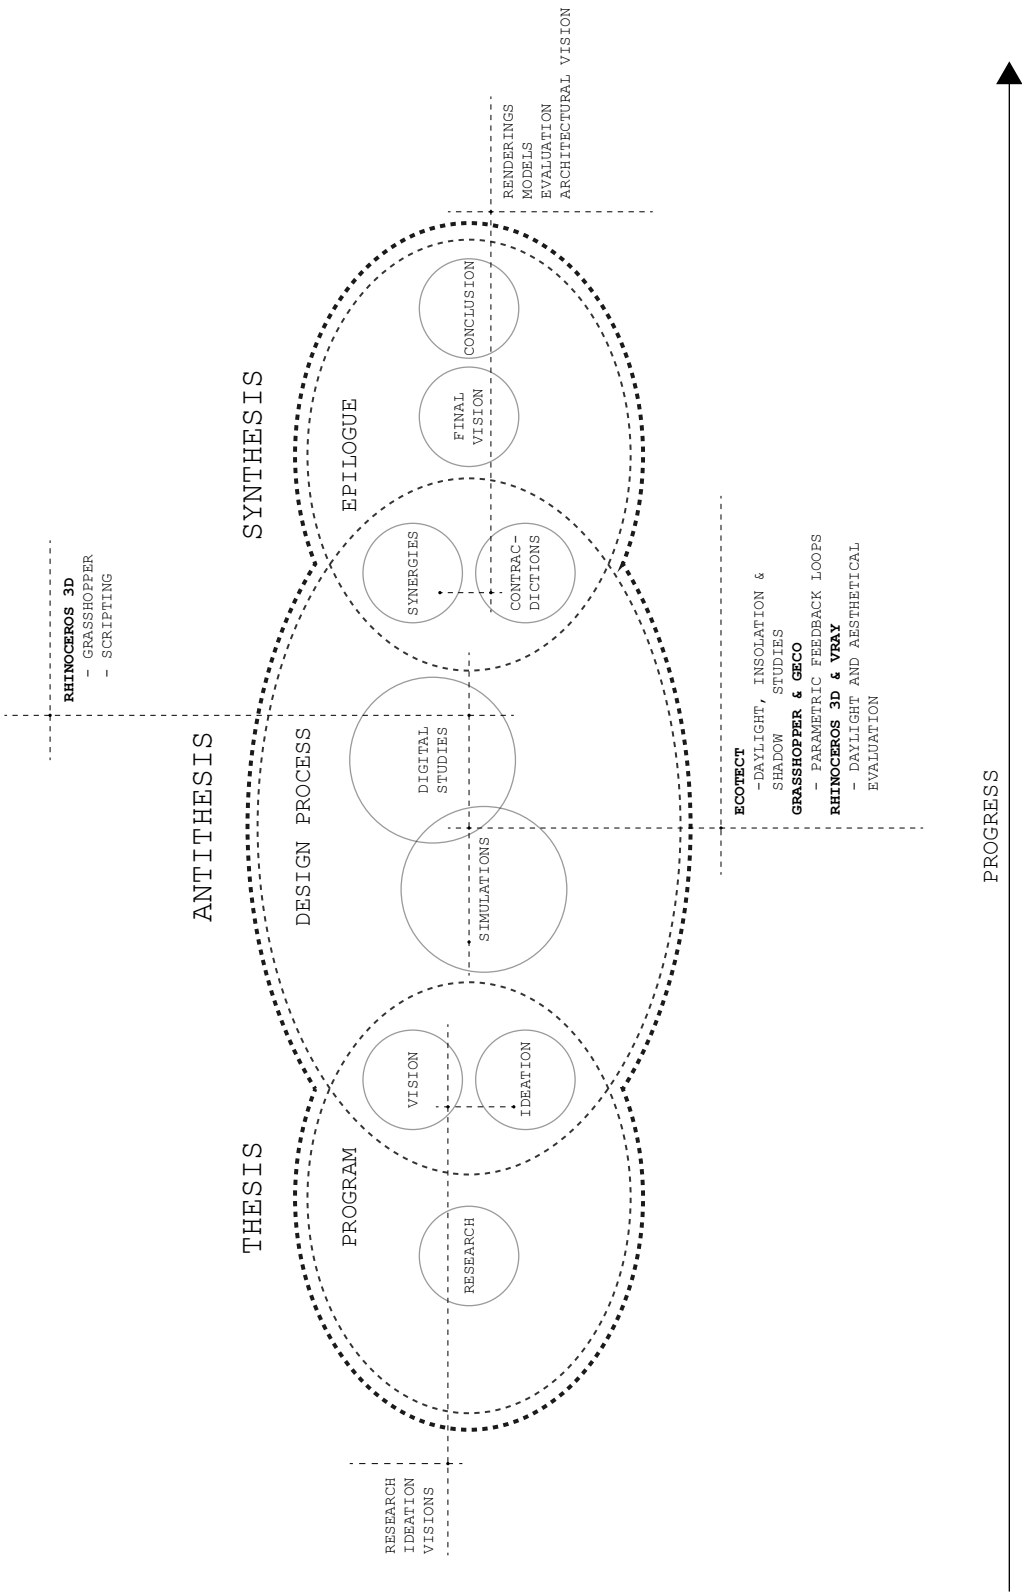 RHINOCEROS 3D
- GRASSHOPPER
- SCRIPTING
THESIS
ANTITHESIS
SYNTHESIS
PROGRAM
DESIGN PROCESS
EPILOGUE
RESEARCH
IDEATION
VISIONS
RESEARCH
VISION
IDEATION
SIMULATIONS
DIGITAL
STUDIES
SYNERGIES
CONTRAC-
DICTIONS
FINAL
VISION
CONCLUSION
RENDERINGS
MODELS
EVALUATION
ARCHITECTURAL VISION
ECOTECT
-DAYLIGHT, INSOLATION &
SHADOW STUDIES
GRASSHOPPER & GECO
- PARAMETRIC FEEDBACK LOOPS
RHINOCEROS 3D & VRAY
- DAYLIGHT AND AESTHETICAL
EVALUATION
PROGRESS